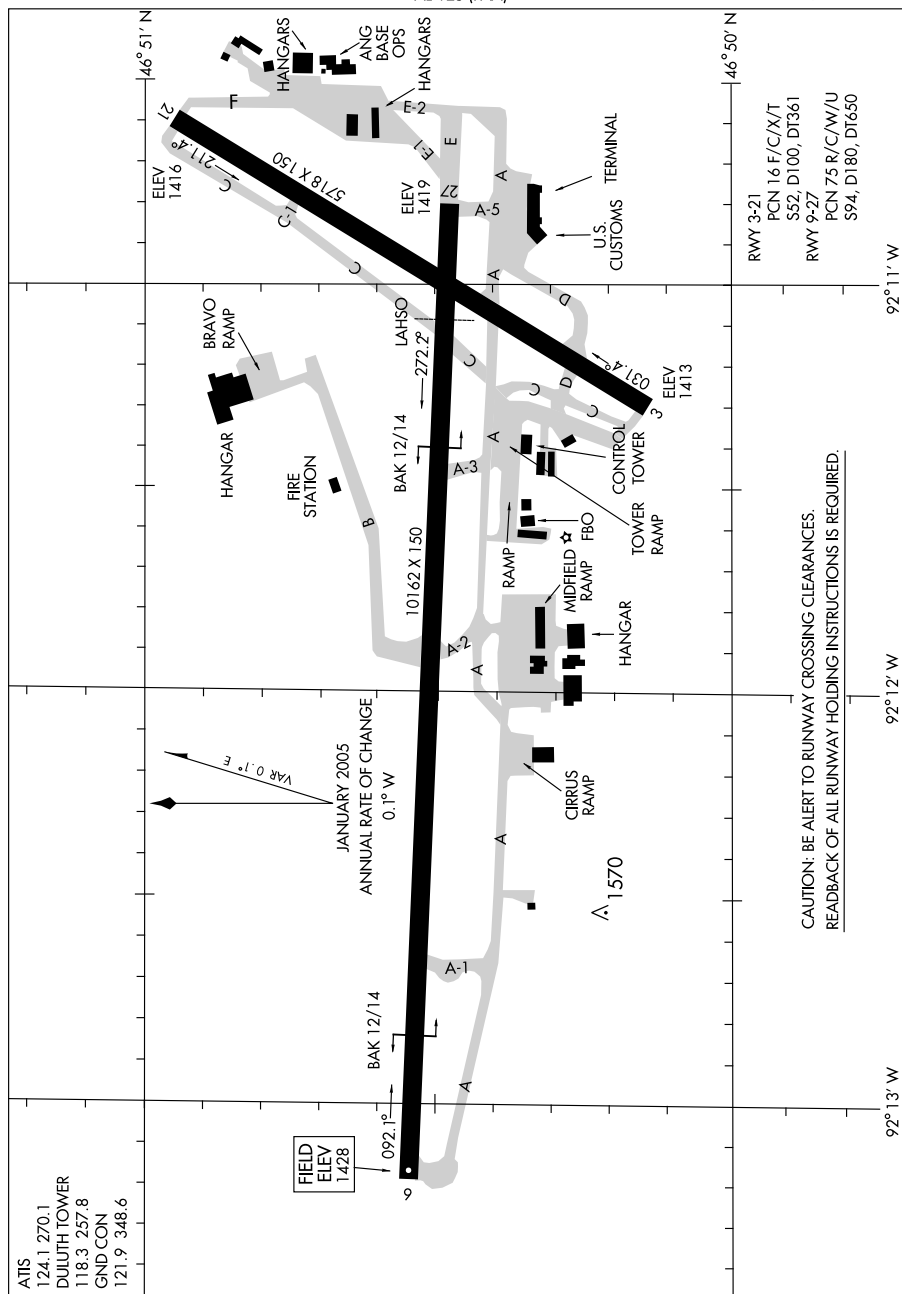 ATIS
124.1 270.1
DULUTH TOWER
118.3 257.8
GND CON
121.9 348.6
46° 51' N
46° 50' N
FIELD
ELEV
1428
9
092.1°
BAK 12/14
A
A-1
JANUARY 2005
ANNUAL RATE OF CHANGE
0.1° W
VAR 0.1° E
1570
A
CIRRUS
RAMP
A
A-2
B
10162 X 150
HANGAR
MIDFIELD
RAMP
FIRE
STATION
HANGAR
BRAVO
RAMP
RAMP
FBO
TOWER
RAMP
CONTROL
TOWER
A-3
A
BAK 12/14
272.2°
LAHSO
C
C
C
D
D
3
031.4°
ELEV
1413
A
C
C-1
C
5718 X 150
211.4°
21
ELEV
1416
ELEV
1419
27
A-5
A
E
E-1
E-2
F
HANGARS
ANG
BASE
OPS
HANGARS
U.S.
CUSTOMS
TERMINAL
RWY 3-21
PCN 16 F/C/X/T
S52, D100, DT361
RWY 9-27
PCN 75 R/C/W/U
S94, D180, DT650
CAUTION: BE ALERT TO RUNWAY CROSSING CLEARANCES.
READBACK OF ALL RUNWAY HOLDING INSTRUCTIONS IS REQUIRED.
92° 13' W
92° 12' W
92° 11' W